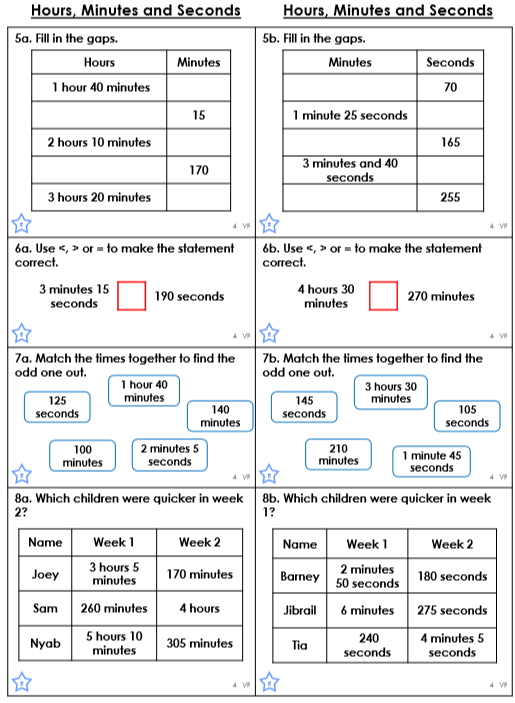 Hours, Minutes and Seconds
Hours, Minutes and Seconds
5a. Fill in the gaps.
Hours Minutes
1 hour 40 minutes
15
2 hours 10 minutes
170
3 hours 20 minutes
4 VF
5b. Fill in the gaps.
Minutes Seconds
70
1 minute 25 seconds
165
3 minutes and 40
seconds
255
4 VF
6a. Use <, > or = to make the statement
correct.
3 minutes 15
seconds
190 seconds
4 VF
6b. Use <, > or = to make the statement
correct.
4 hours 30
minutes
270 minutes
4 VF
7a. Match the times together to find the
odd one out.
1 hour 40
minutes
125
seconds
140
minutes
100
minutes
2 minutes 5
seconds
4 VF
7b. Match the times together to find the
odd one out.
3 hours 30
minutes
145
seconds
105
seconds
210
minutes
1 minute 45
seconds
4 VF
8a. Which children were quicker in week
2?
Name Week 1 Week 2
Joey 3 hours 5
minutes 170 minutes
Sam 260 minutes 4 hours
Nyab 5 hours 10
minutes 305 minutes
4 VF
8b. Which children were quicker in week
1?
Name Week 1 Week 2
Barney 2 minutes
50 seconds 180 seconds
Jibrail 6 minutes 275 seconds
Tia 240
seconds 4 minutes 5
seconds
4 VF